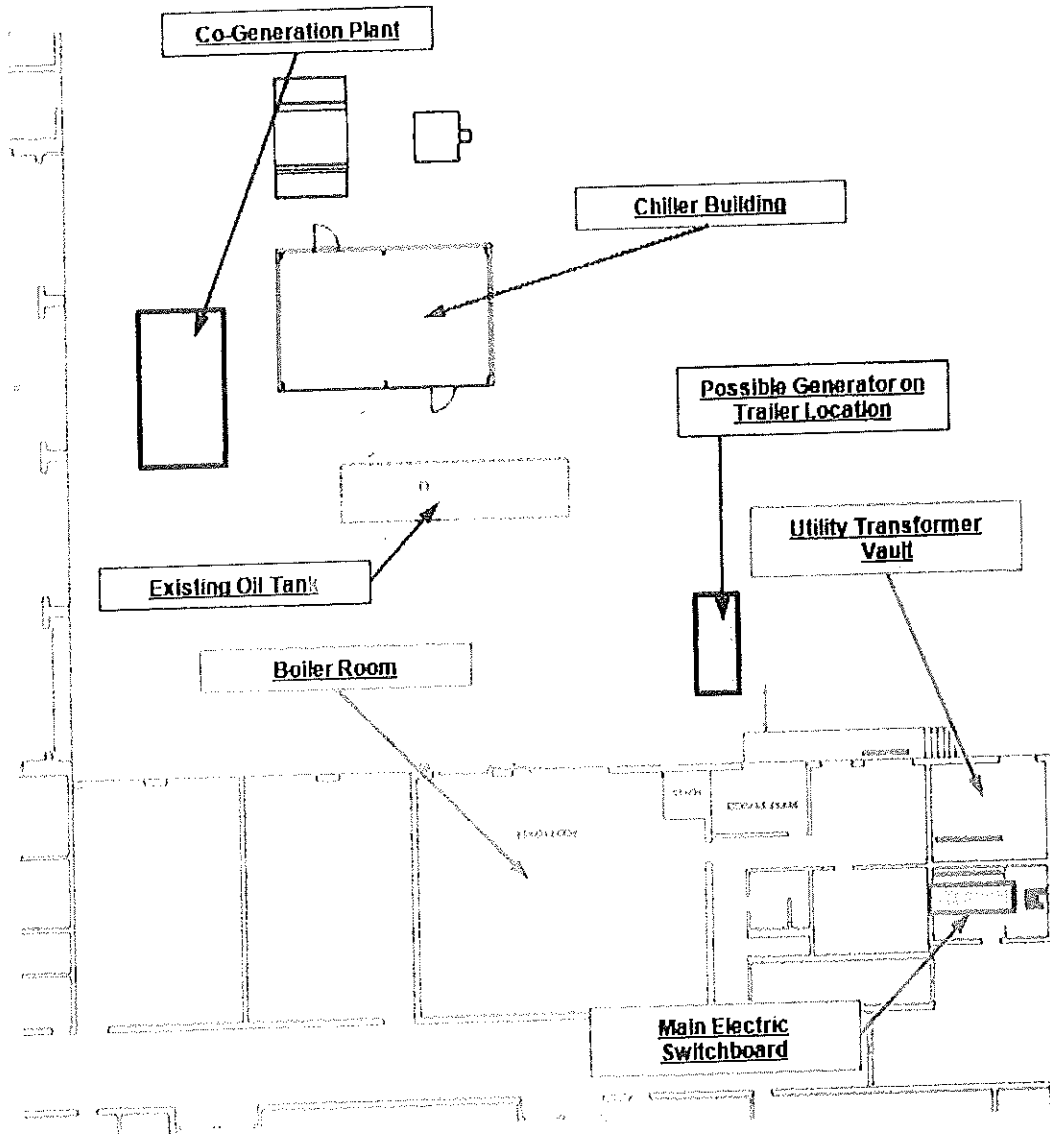 Co-Generation Plant
Chiller Building
Possible Generator on
Trailer Location
Utility Transformer
Vault
Existing Oil Tank
Boiler Room
Main Electric
Switchboard